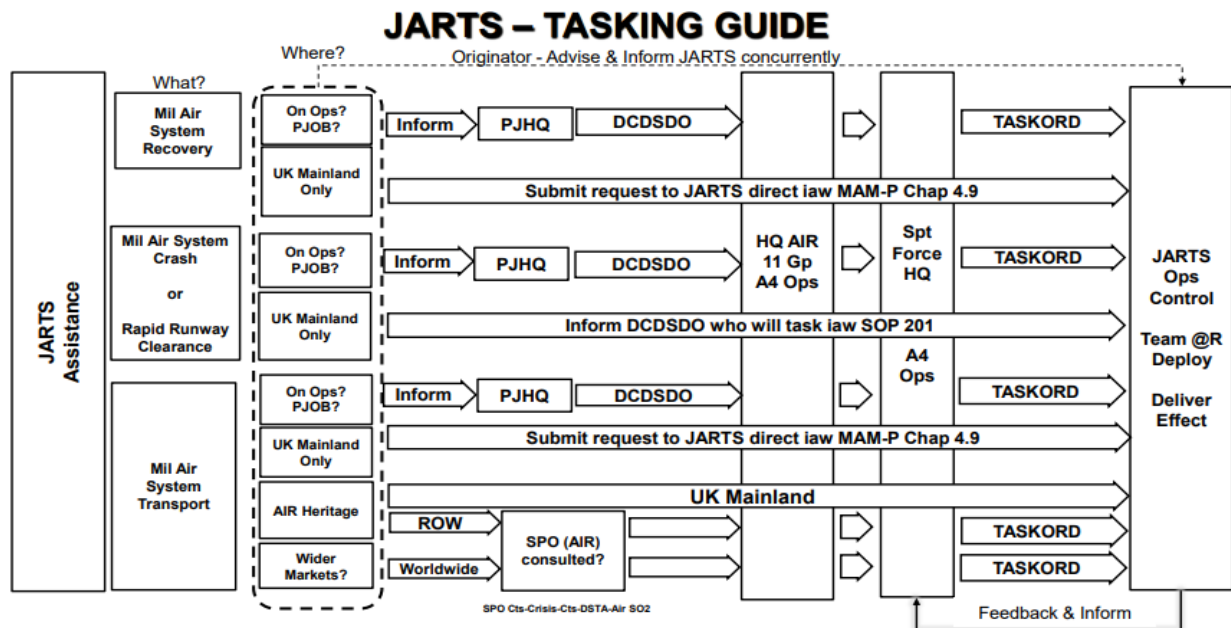 JARTS – TASKING GUIDE
Where?
Originator - Advise & Inform JARTS concurrently
What?
JARTS
Assistance
Mil Air
System
Recovery
On Ops?
PJOB?
Inform
PJHQ
DCDSDO
TASKORD
UK Mainland
Only
Submit request to JARTS direct iaw MAM-P Chap 4.9
Mil Air System
Crash
or
Rapid Runway
Clearance
On Ops?
PJOB?
Inform
PJHQ
DCDSDO
HQ AIR
11 Gp
A4 Ops
Spt
Force
HQ
A4
Ops
TASKORD
JARTS
Ops
Control
Team @R
Deploy
Deliver
Effect
UK Mainland
Only
Inform DCDSDO who will task iaw SOP 201
Mil Air
System
Transport
On Ops?
PJOB?
Inform
PJHQ
DCDSDO
TASKORD
UK Mainland
Only
Submit request to JARTS direct iaw MAM-P Chap 4.9
AIR Heritage
UK Mainland
ROW
SPO (AIR)
consulted?
TASKORD
Wider
Markets?
Worldwide
TASKORD
SPO Cts-Crisis-Cts-DSTA-Air SO2
Feedback & Inform